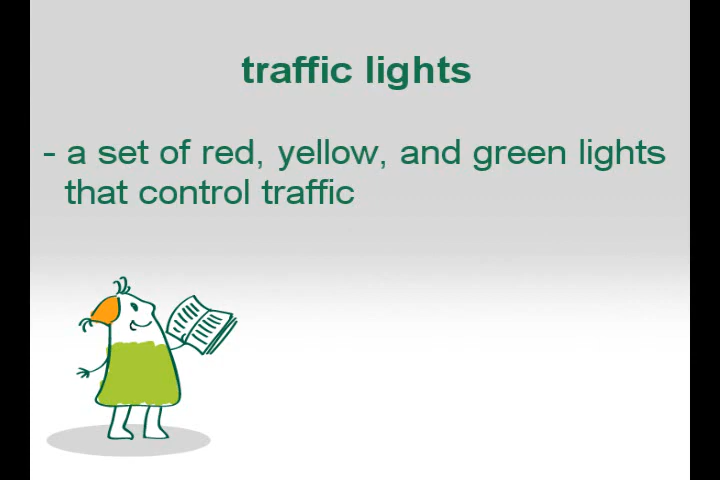 traffic lights
- a set of red, yellow, and green lights
that control traffic